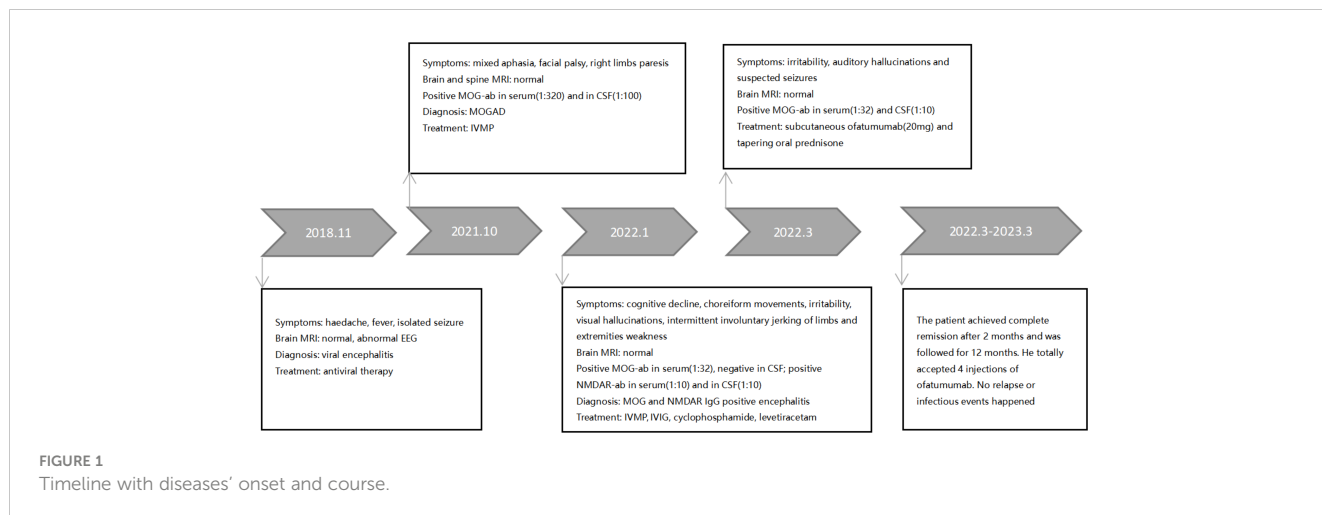 Symptoms: mixed aphasia, facial palsy, right limbs paresis
Brain and spine MRI: normal
Positive MOG-ab in serum(1:320) and in CSF(1:100)
Diagnosis: MOGAD
Treatment: IVMP
Symptoms: irritability, auditory hallucinations and
suspected seizures
Brain MRI: normal
Positive MOG-ab in serum(1:32) and CSF(1:10)
Treatment: subcutaneous ofatumumab(20mg) and
tapering oral prednisone
2018.11
2021.10
2022.1
2022.3
2022.3-2023.3
Symptoms: haedache, fever, isolated seizure
Brain MRI: normal, abnormal EEG
Diagnosis: viral encephalitis
Treatment: antiviral therapy
Symptoms: cognitive decline, choreiform movements, irritability,
visual hallucinations, intermittent involuntary jerking of limbs and
extremities weakness
Brain MRI: normal
Positive MOG-ab in serum(1:32), negative in CSF; positive
NMDAR-ab in serum(1:10) and in CSF(1:10)
Diagnosis: MOG and NMDAR IgG positive encephalitis
Treatment: IVMP, IVIG, cyclophosphamide, levetiracetam
The patient achieved complete
remission after 2 months and was
followed for 12 months. He totally
accepted 4 injections of
ofatumumab. No relapse or
infectious events happened
FIGURE 1
Timeline with diseases' onset and course.